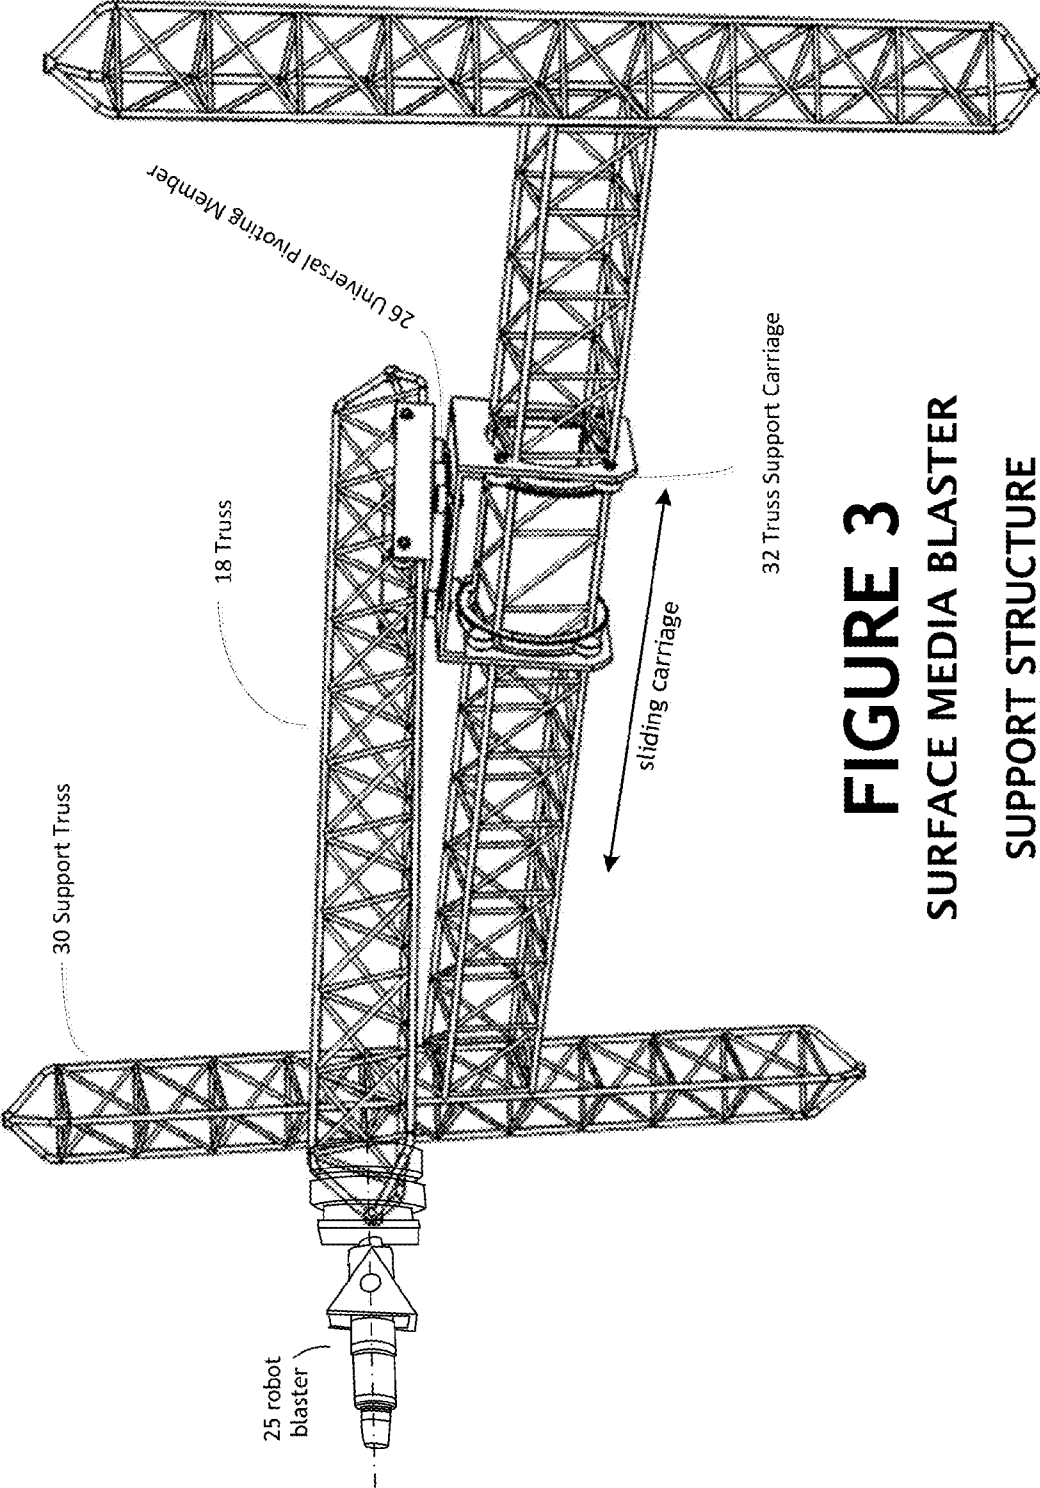 30 Support Truss
18 Truss
26 Universal Pivoting Member
25 robot
blaster
sliding carriage
32 Truss Support Carriage
FIGURE 3
SURFACE MEDIA BLASTER
SUPPORT STRUCTURE